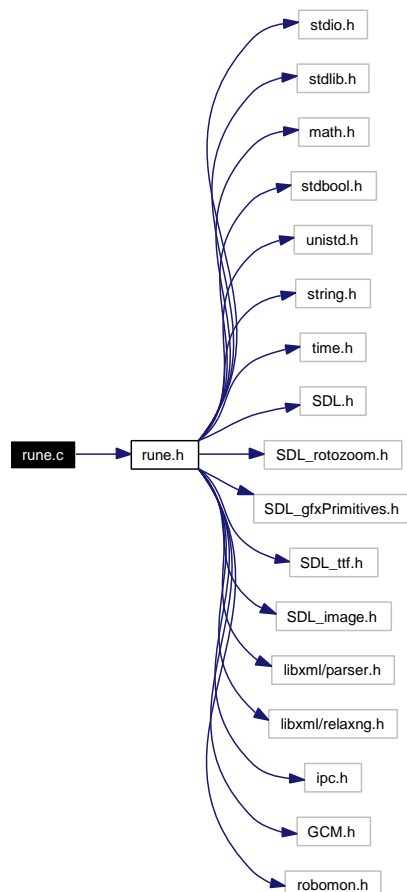 stdio.h
stdlib.h
math.h
stdbool.h
unistd.h
string.h
time.h
SDL.h
rune.c
rune.h
SDL_rotozoom.h
SDL_gfxPrimitives.h
SDL_ttf.h
SDL_image.h
libxml/parser.h
libxml/relaxng.h
ipc.h
GCM.h
robomon.h